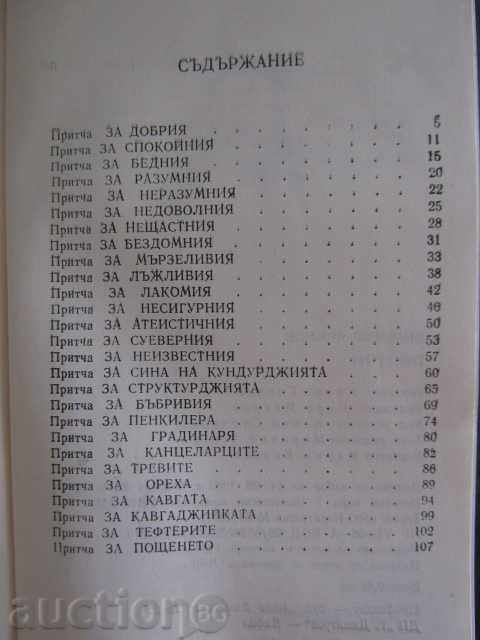 СЪДЪРЖАНИЕ
Притча ЗА ДОБРИЯ . . . . . . . . . . 5
Притча ЗА СПОКОЙНИЯ . . . . . . . . 11
Притча ЗА БЕДНИЯ . . . . . . . . . . 15
Притча ЗА РАЗУМНИЯ . . . . . . . . . 20
Притча ЗА НЕРАЗУМНИЯ . . . . . . . . 22
Притча ЗА НЕДОВОЛНИЯ . . . . . . . . 25
Притча ЗА НЕЩАСТНИЯ . . . . . . . . 28
Притча ЗА БЕЗДОМНИЯ . . . . . . . . 31
Притча ЗА МЪРЗЕЛИВИЯ . . . . . . . . 33
Притча ЗА ЛЪЖЛИВИЯ . . . . . . . . . 38
Притча ЗА ЛАКОМИЯ . . . . . . . . . 42
Притча ЗА НЕСИГУРНИЯ . . . . . . . . 46
Притча ЗА АТЕИСТИЧНИЯ . . . . . . . 50
Притча ЗА СУЕВЕРНИЯ . . . . . . . . 53
Притча ЗА НЕИЗВЕСТНИЯ . . . . . . . 57
Притча ЗА СИНА НА КУНДУРДЖИЯТА . . . 60
Притча ЗА СТРУКТУРДЖИЯТА . . . . . . 65
Притча ЗА БЪБРИВИЯ . . . . . . . . . 69
Притча ЗА ПЕНКИЛЕРА . . . . . . . . 74
Притча ЗА ГРАДИНАРЯ . . . . . . . . 80
Притча ЗА КАНЦЕЛАРЦИТЕ . . . . . . . 82
Притча ЗА ТРЕВИТЕ . . . . . . . . . 86
Притча ЗА ОРЕХА . . . . . . . . . . 89
Притча ЗА КАВГАТА . . . . . . . . . 94
Притча ЗА КАВГАДЖИЙКАТА . . . . . . 99
Притча ЗА ТЕФТЕРИТЕ . . . . . . . . 102
Притча ЗА ПОЩЕНЕТО . . . . . . . . . 107
auctionBG